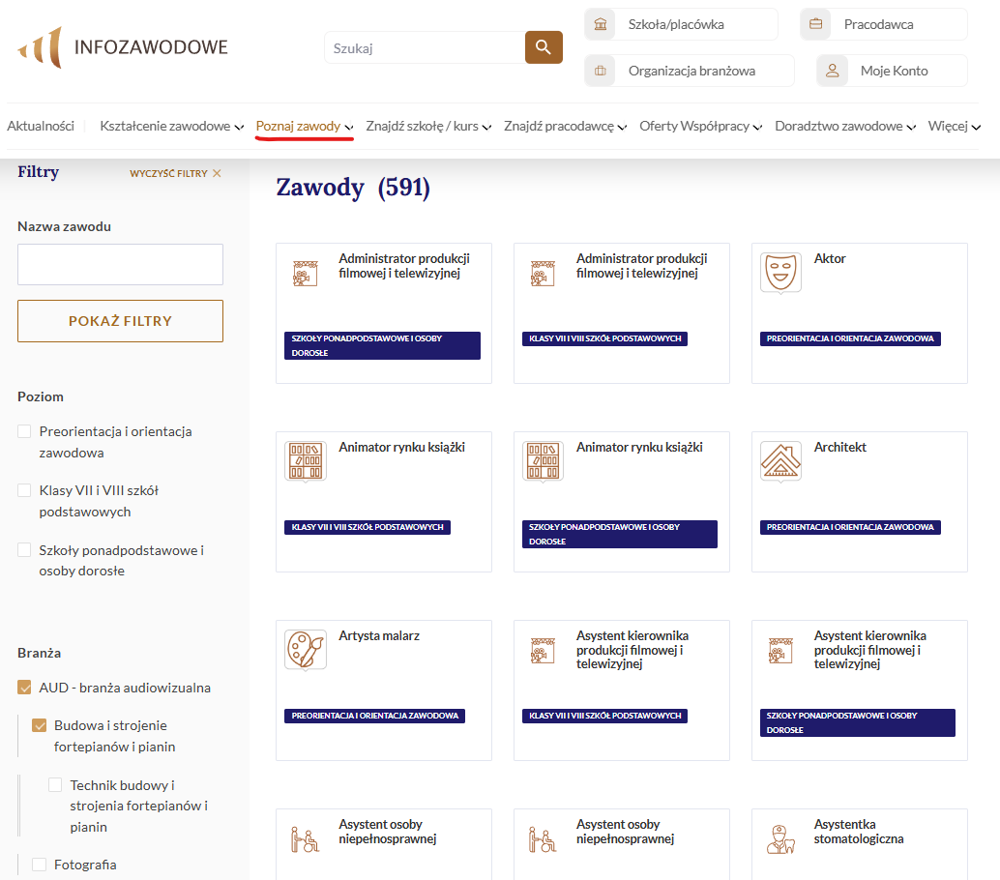 INFOZAWODOWE
Szukaj
Szkoła/placówka
Pracodawca
Organizacja branżowa
Moje Konto
Aktualności
Kształcenie zawodowe
Poznaj zawody
Znajdź szkołę / kurs
Znajdź pracodawcę
Oferty Współpracy
Doradztwo zawodowe
Więcej
Filtry
WYCZYŚĆ FILTRY
Nazwa zawodu
POKAŻ FILTRY
Poziom
Preorientacja i orientacja
zawodowa
Klasy VII i VIII szkół
podstawowych
Szkoły ponadpodstawowe i
osoby dorosłe
Branża
AUD - branża audiowizualna
Budowa i strojenie
fortepianów i pianin
Technik budowy i
strojenia fortepianów i
pianin
Fotografia
Zawody (591)
Administrator produkcji
filmowej i telewizyjnej
SZKOŁY PONADPODSTAWOWE I OSOBY
DOROSŁE
Administrator produkcji
filmowej i telewizyjnej
KLASY VII I VIII SZKÓŁ PODSTAWOWYCH
Aktor
PREORIENTACJA I ORIENTACJA ZAWODOWA
Animator rynku książki
KLASY VII I VIII SZKÓŁ PODSTAWOWYCH
Animator rynku książki
SZKOŁY PONADPODSTAWOWE I OSOBY
DOROSŁE
Architekt
PREORIENTACJA I ORIENTACJA ZAWODOWA
Artysta malarz
PREORIENTACJA I ORIENTACJA ZAWODOWA
Asystent kierownika
produkcji filmowej i
telewizyjnej
KLASY VII I VIII SZKÓŁ PODSTAWOWYCH
Asystent kierownika
produkcji filmowej i
telewizyjnej
SZKOŁY PONADPODSTAWOWE I OSOBY
DOROSŁE
Asystent osoby
niepełnosprawnej
Asystent osoby
niepełnosprawnej
Asystentka
stomatologiczna